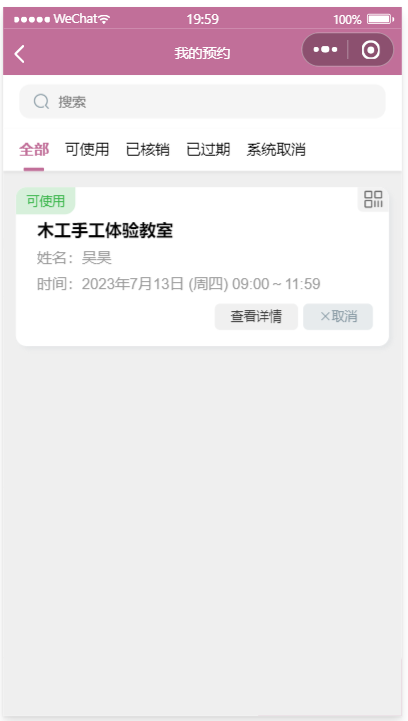 WeChat 19:59 100%
我的预约
搜索
全部 可使用 已核销 已过期 系统取消
可使用
木工手工体验教室
姓名：吴昊
时间：2023年7月13日 (周四) 09:00 ~ 11:59
查看详情 ×取消